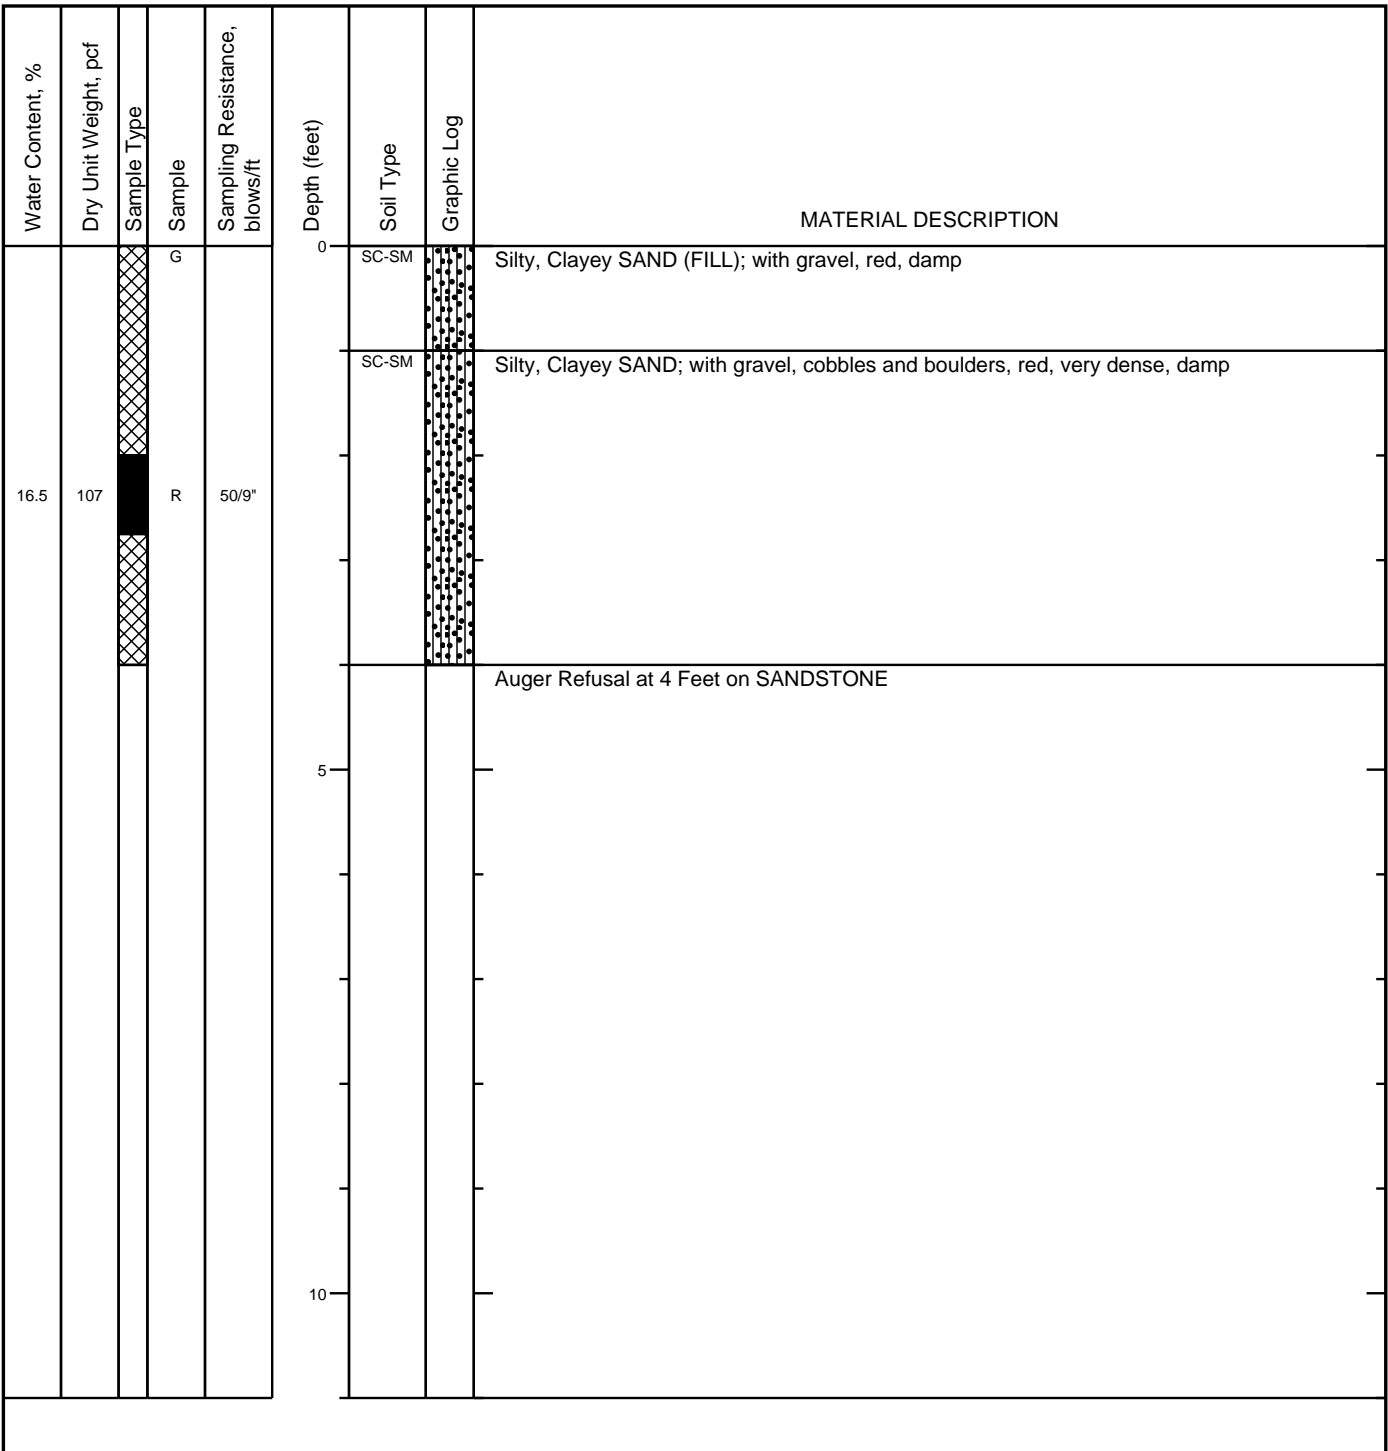 Water Content, %
Dry Unit Weight, pcf
Sample Type
Sample
Sampling Resistance,
blows/ft
Depth (feet)
Soil Type
Graphic Log
MATERIAL DESCRIPTION
0
G
SC-SM
Silty, Clayey SAND (FILL); with gravel, red, damp
SC-SM
Silty, Clayey SAND; with gravel, cobbles and boulders, red, very dense, damp
16.5
107
R
50/9"
Auger Refusal at 4 Feet on SANDSTONE
5
10